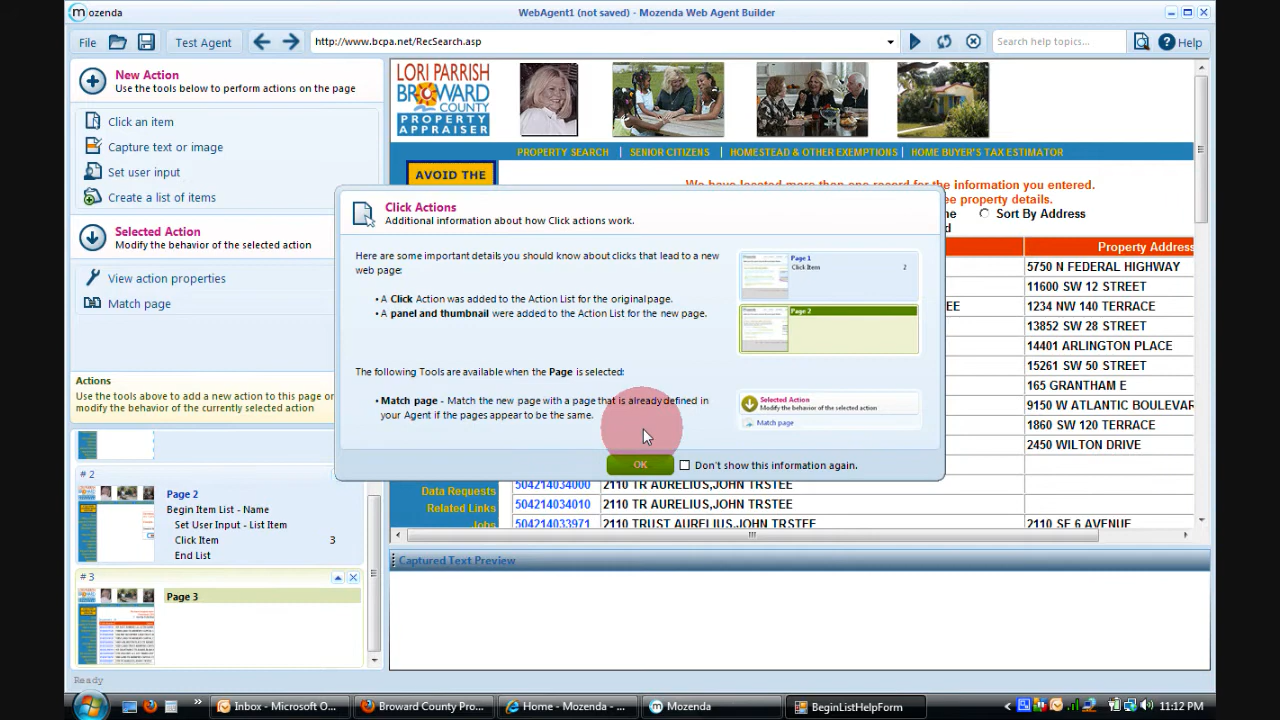 mozenda
WebAgent1 (not saved) - Mozenda Web Agent Builder
File
Test Agent
http://www.bcpa.net/RecSearch.asp
Search help topics...
Help
New Action
Use the tools below to perform actions on the page
Click an item
Capture text or image
Set user input
Create a list of items
Selected Action
Modify the behavior of the selected action
View action properties
Match page
Actions
Use the tools above to add a new action to this page or
modify the behavior of the currently selected action
# 2
Page 2
Begin Item List - Name
Set User Input - List Item
Click Item 3
End List
# 3
Page 3
Ready
LORI PARRISH
BROWARD
COUNTY
PROPERTY
APPRAISER
PROPERTY SEARCH | SENIOR CITIZENS | HOMESTEAD & OTHER EXEMPTIONS | HOME BUYER'S TAX ESTIMATOR
AVOID THE
We have located more than one record for the information you entered.
ee property details.
me Sort By Address
d
Property Address
5750 N FEDERAL HIGHWAY
11600 SW 12 STREET
E 1234 NW 140 TERRACE
13852 SW 28 STREET
14401 ARLINGTON PLACE
15261 SW 50 STREET
165 GRANTHAM E
9150 W ATLANTIC BOULEVAR
1860 SW 120 TERRACE
2450 WILTON DRIVE
Click Actions
Additional information about how Click actions work.
Here are some important details you should know about clicks that lead to a new
web page:
• A Click Action was added to the Action List for the original page.
• A panel and thumbnail were added to the Action List for the new page.
The following Tools are available when the Page is selected:
• Match page - Match the new page with a page that is already defined in
your Agent if the pages appear to be the same.
Page 1
Click Item 2
Page 2
Selected Action
Modify the behavior of the selected action
Match page
OK
Don't show this information again.
Data Requests
Related Links
Jobs
504214034000 2110 TR AURELIUS,JOHN TRSTEE
504214034010 2110 TR AURELIUS,JOHN TRSTEE
504214033971 2110 TRUST AURELIUS,JOHN TRSTEE 2110 SE 6 AVENUE
Captured Text Preview
Inbox - Microsoft O...
Broward County Pro...
Home - Mozenda - ...
Mozenda
BeginListHelpForm
11:12 PM